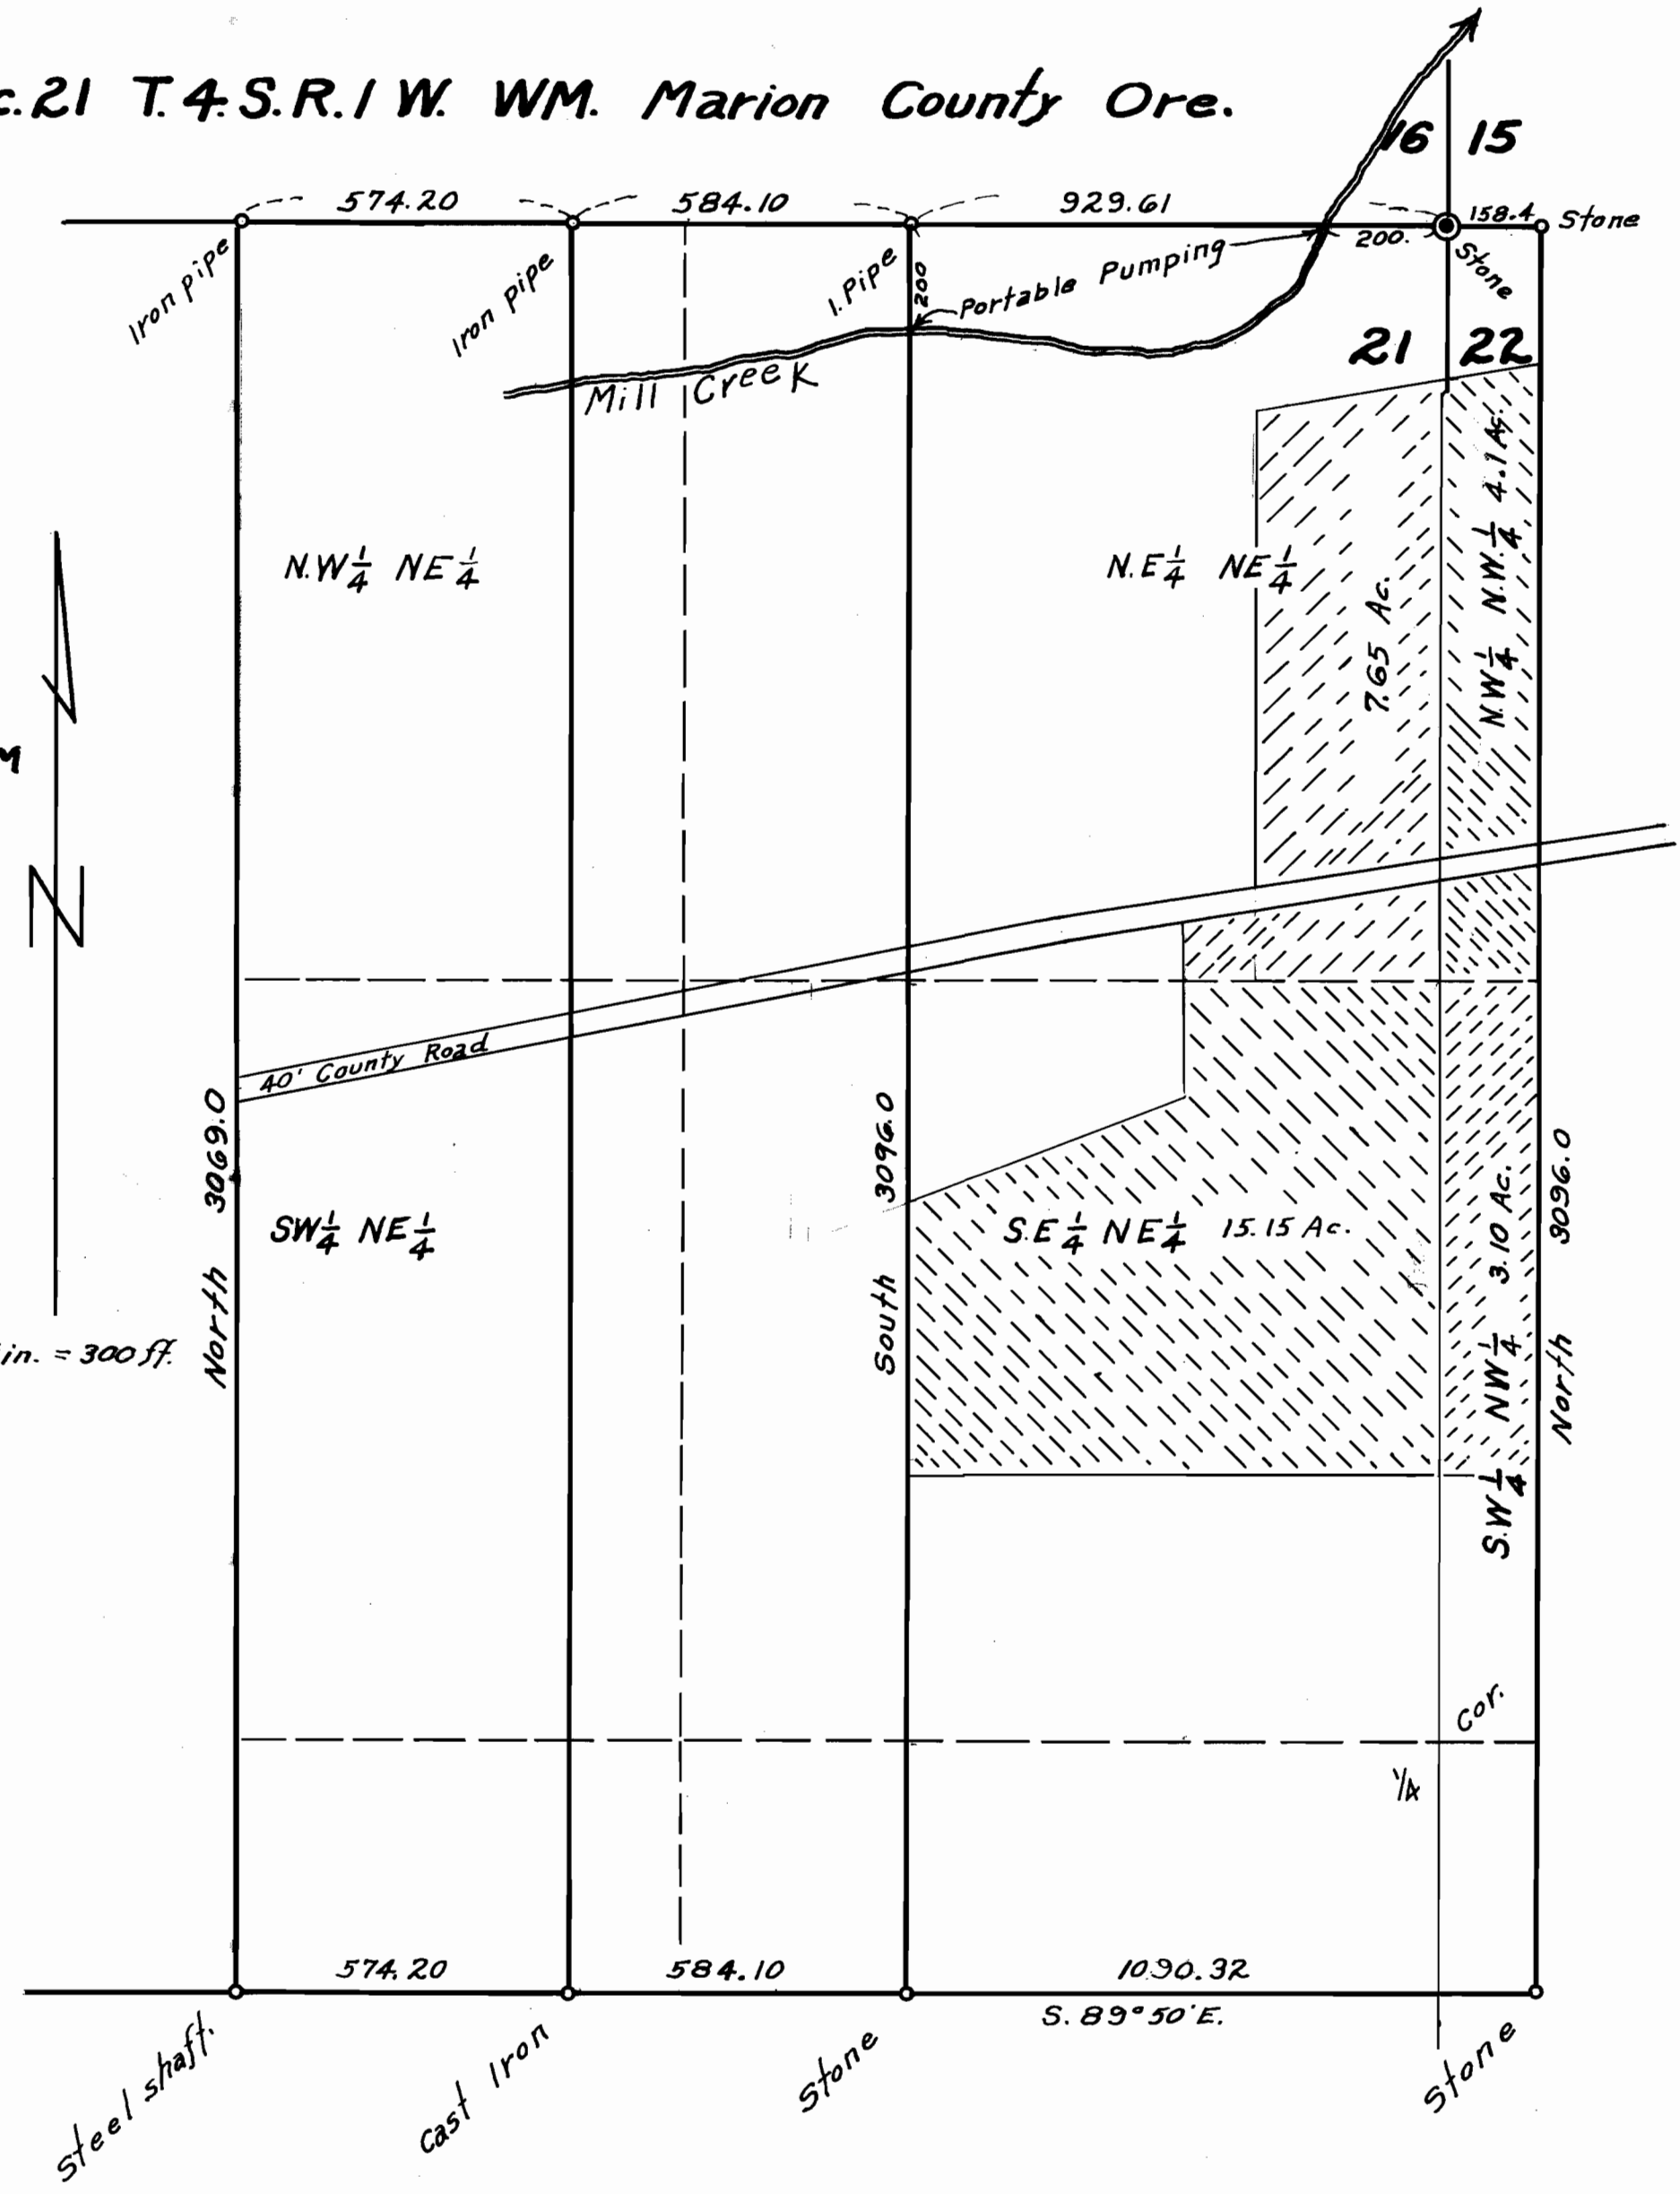 c.21 T.4.S.R.1 W. WM. Marion County Ore.
16 15
574.20 584.10 929.61 158.4 Stone
200.
Iron pipe Iron pipe I. Pipe Stone
200
Portable Pumping
21 22
Mill Creek
N.W¼ NE¼
N.E¼ NE¼
7.65 Ac.
N.W¼ N.W.¼ 4.1 Ac.
M
N
40' County Road
North 3069.0
South 3096.0
North 3096.0
SW¼ NE¼
S.E¼ NE¼ 15.15 Ac.
S.W¼ NW¼ 3.10 Ac.
in. = 300 ft.
Cor.
¼
574.20 584.10 1090.32
S. 89°50'E.
Steel shaft. Cast Iron Stone Stone